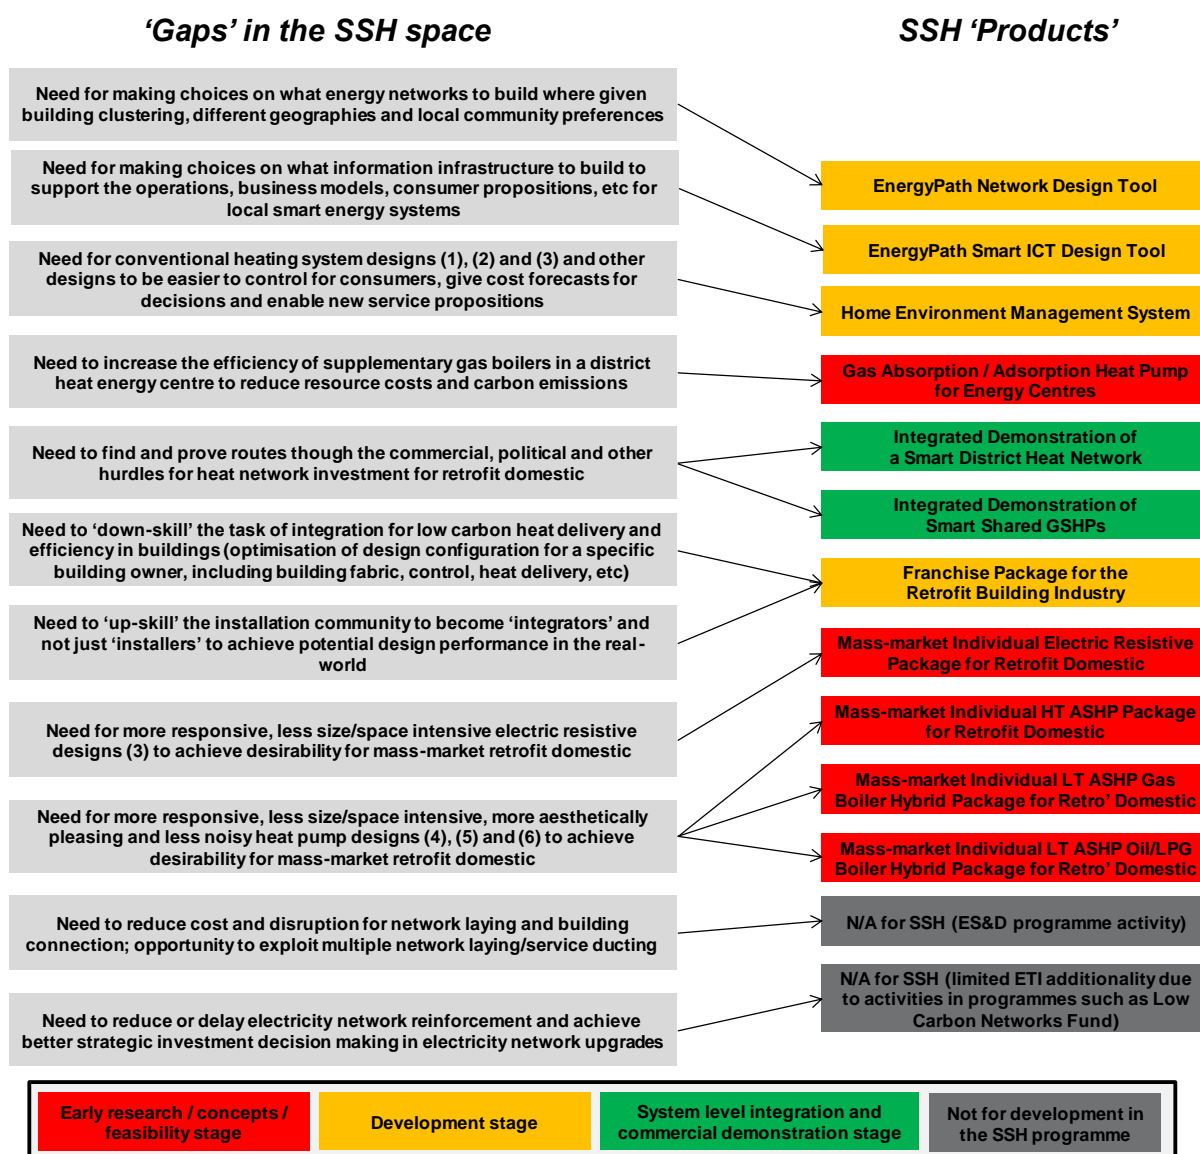 ‘Gaps’ in the SSH space
SSH ‘Products’
Need for making choices on what energy networks to build where given
building clustering, different geographies and local community preferences
Need for making choices on what information infrastructure to build to
support the operations, business models, consumer propositions, etc for
local smart energy systems
Need for conventional heating system designs (1), (2) and (3) and other
designs to be easier to control for consumers, give cost forecasts for
decisions and enable new service propositions
Need to increase the efficiency of supplementary gas boilers in a district
heat energy centre to reduce resource costs and carbon emissions
Need to find and prove routes though the commercial, political and other
hurdles for heat network investment for retrofit domestic
Need to ‘down-skill’ the task of integration for low carbon heat delivery and
efficiency in buildings (optimisation of design configuration for a specific
building owner, including building fabric, control, heat delivery, etc)
Need to ‘up-skill’ the installation community to become ‘integrators’ and
not just ‘installers’ to achieve potential design performance in the real-
world
Need for more responsive, less size/space intensive electric resistive
designs (3) to achieve desirability for mass-market retrofit domestic
Need for more responsive, less size/space intensive, more aesthetically
pleasing and less noisy heat pump designs (4), (5) and (6) to achieve
desirability for mass-market retrofit domestic
Need to reduce cost and disruption for network laying and building
connection; opportunity to exploit multiple network laying/service ducting
Need to reduce or delay electricity network reinforcement and achieve
better strategic investment decision making in electricity network upgrades
EnergyPath Network Design Tool
EnergyPath Smart ICT Design Tool
Home Environment Management System
Gas Absorption / Adsorption Heat Pump
for Energy Centres
Integrated Demonstration of
a Smart District Heat Network
Integrated Demonstration of
Smart Shared GSHPs
Franchise Package for the
Retrofit Building Industry
Mass-market Individual Electric Resistive
Package for Retrofit Domestic
Mass-market Individual HT ASHP Package
for Retrofit Domestic
Mass-market Individual LT ASHP Gas
Boiler Hybrid Package for Retro’ Domestic
Mass-market Individual LT ASHP Oil/LPG
Boiler Hybrid Package for Retro’ Domestic
N/A for SSH (ES&D programme activity)
N/A for SSH (limited ETI additionality due
to activities in programmes such as Low
Carbon Networks Fund)
Early research / concepts /
feasibility stage
Development stage
System level integration and
commercial demonstration stage
Not for development in
the SSH programme